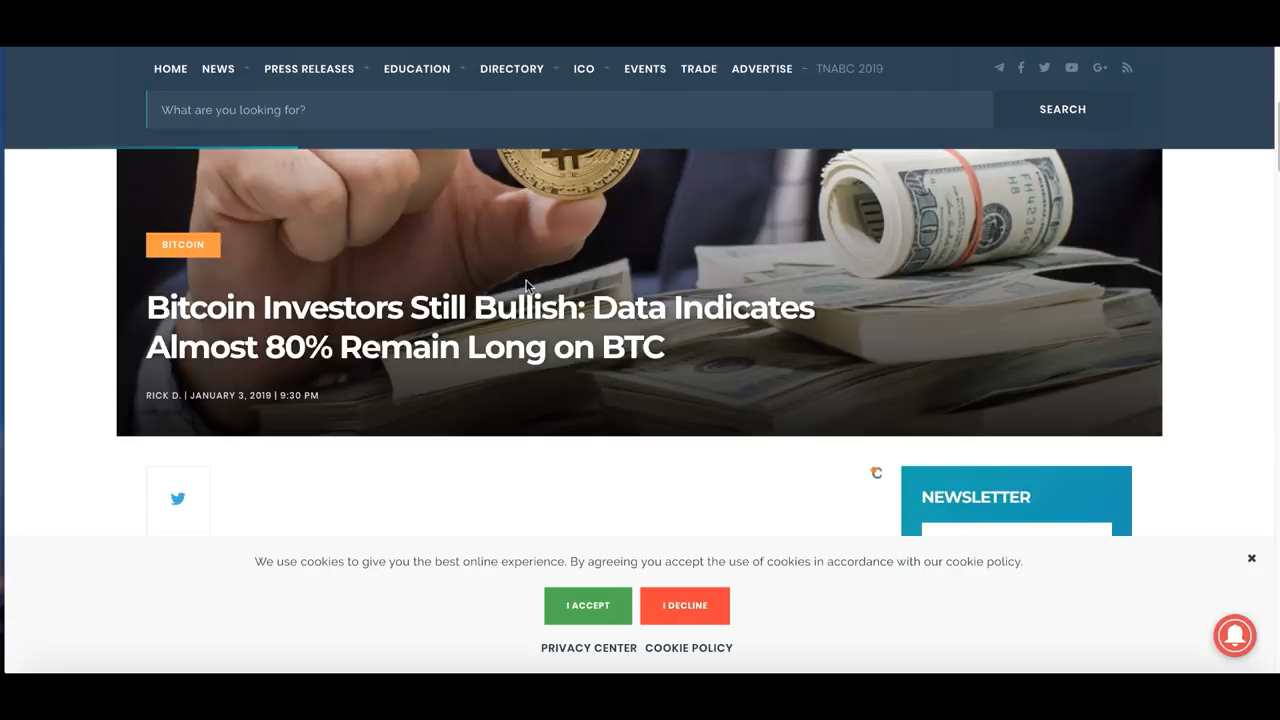 HOME NEWS PRESS RELEASES EDUCATION DIRECTORY ICO EVENTS TRADE ADVERTISE TNABC 2019
What are you looking for?
SEARCH
BITCOIN
Bitcoin Investors Still Bullish: Data Indicates
Almost 80% Remain Long on BTC
RICK D. | JANUARY 3, 2019 | 9:30 PM
NEWSLETTER
We use cookies to give you the best online experience. By agreeing you accept the use of cookies in accordance with our cookie policy.
I ACCEPT
I DECLINE
PRIVACY CENTER COOKIE POLICY